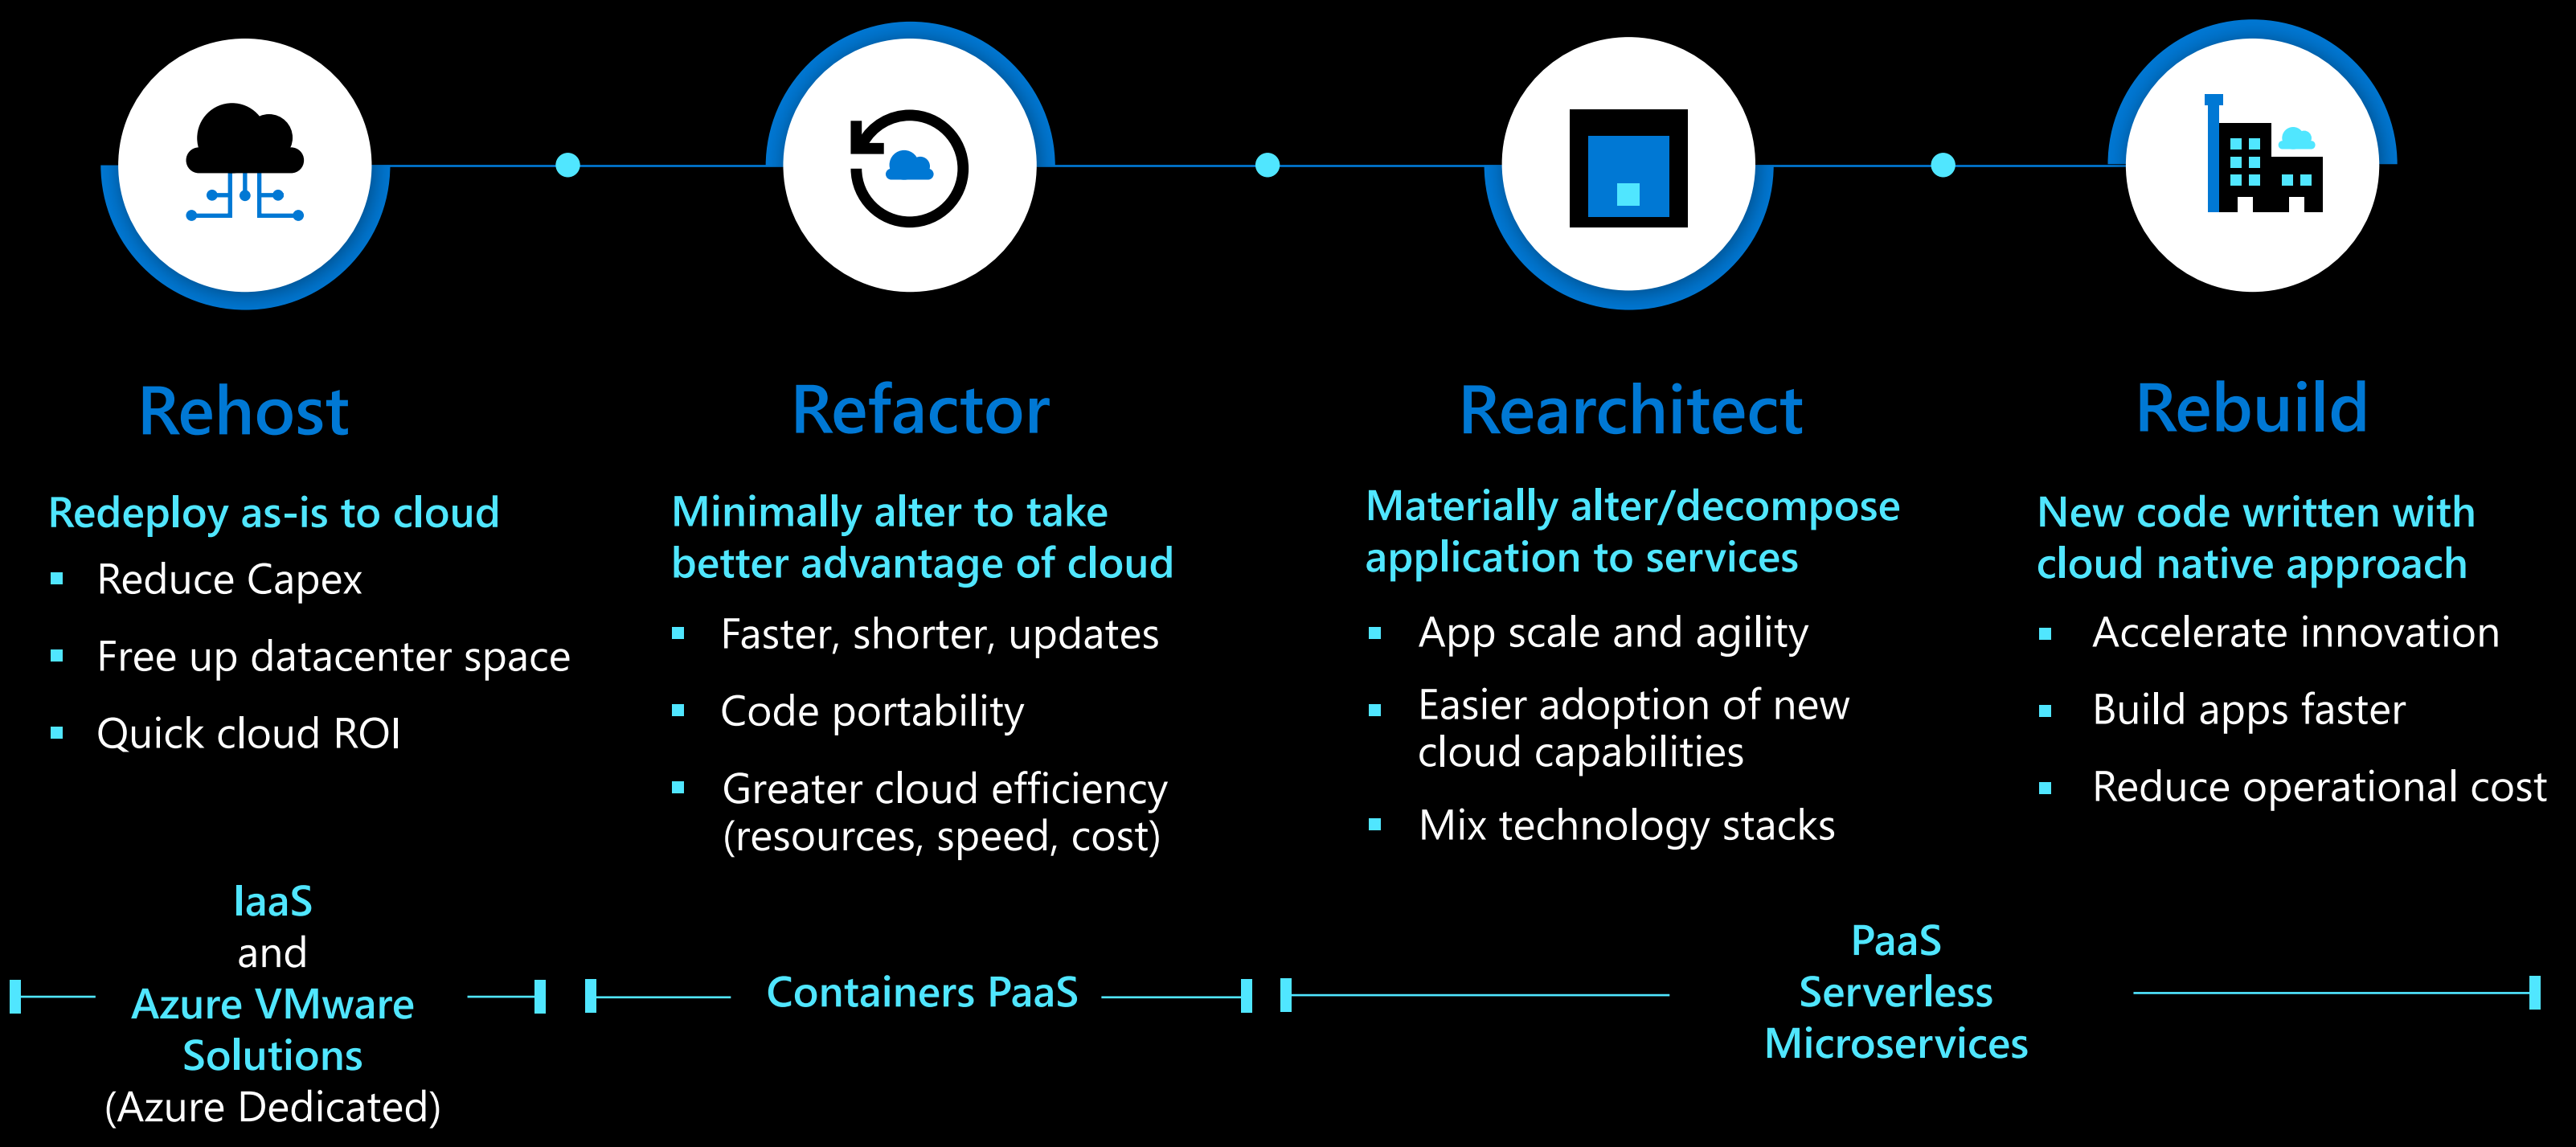 Rehost
Redeploy as-is to cloud
Reduce Capex
Free up datacenter space
Quick cloud ROI
IaaS
and
Azure VMware
Solutions
(Azure Dedicated)
Refactor
Minimally alter to take
better advantage of cloud
Faster, shorter, updates
Code portability
Greater cloud efficiency
(resources, speed, cost)
Containers PaaS
Rearchitect
Materially alter/decompose
application to services
App scale and agility
Easier adoption of new
cloud capabilities
Mix technology stacks
Rebuild
New code written with
cloud native approach
Accelerate innovation
Build apps faster
Reduce operational cost
PaaS
Serverless
Microservices